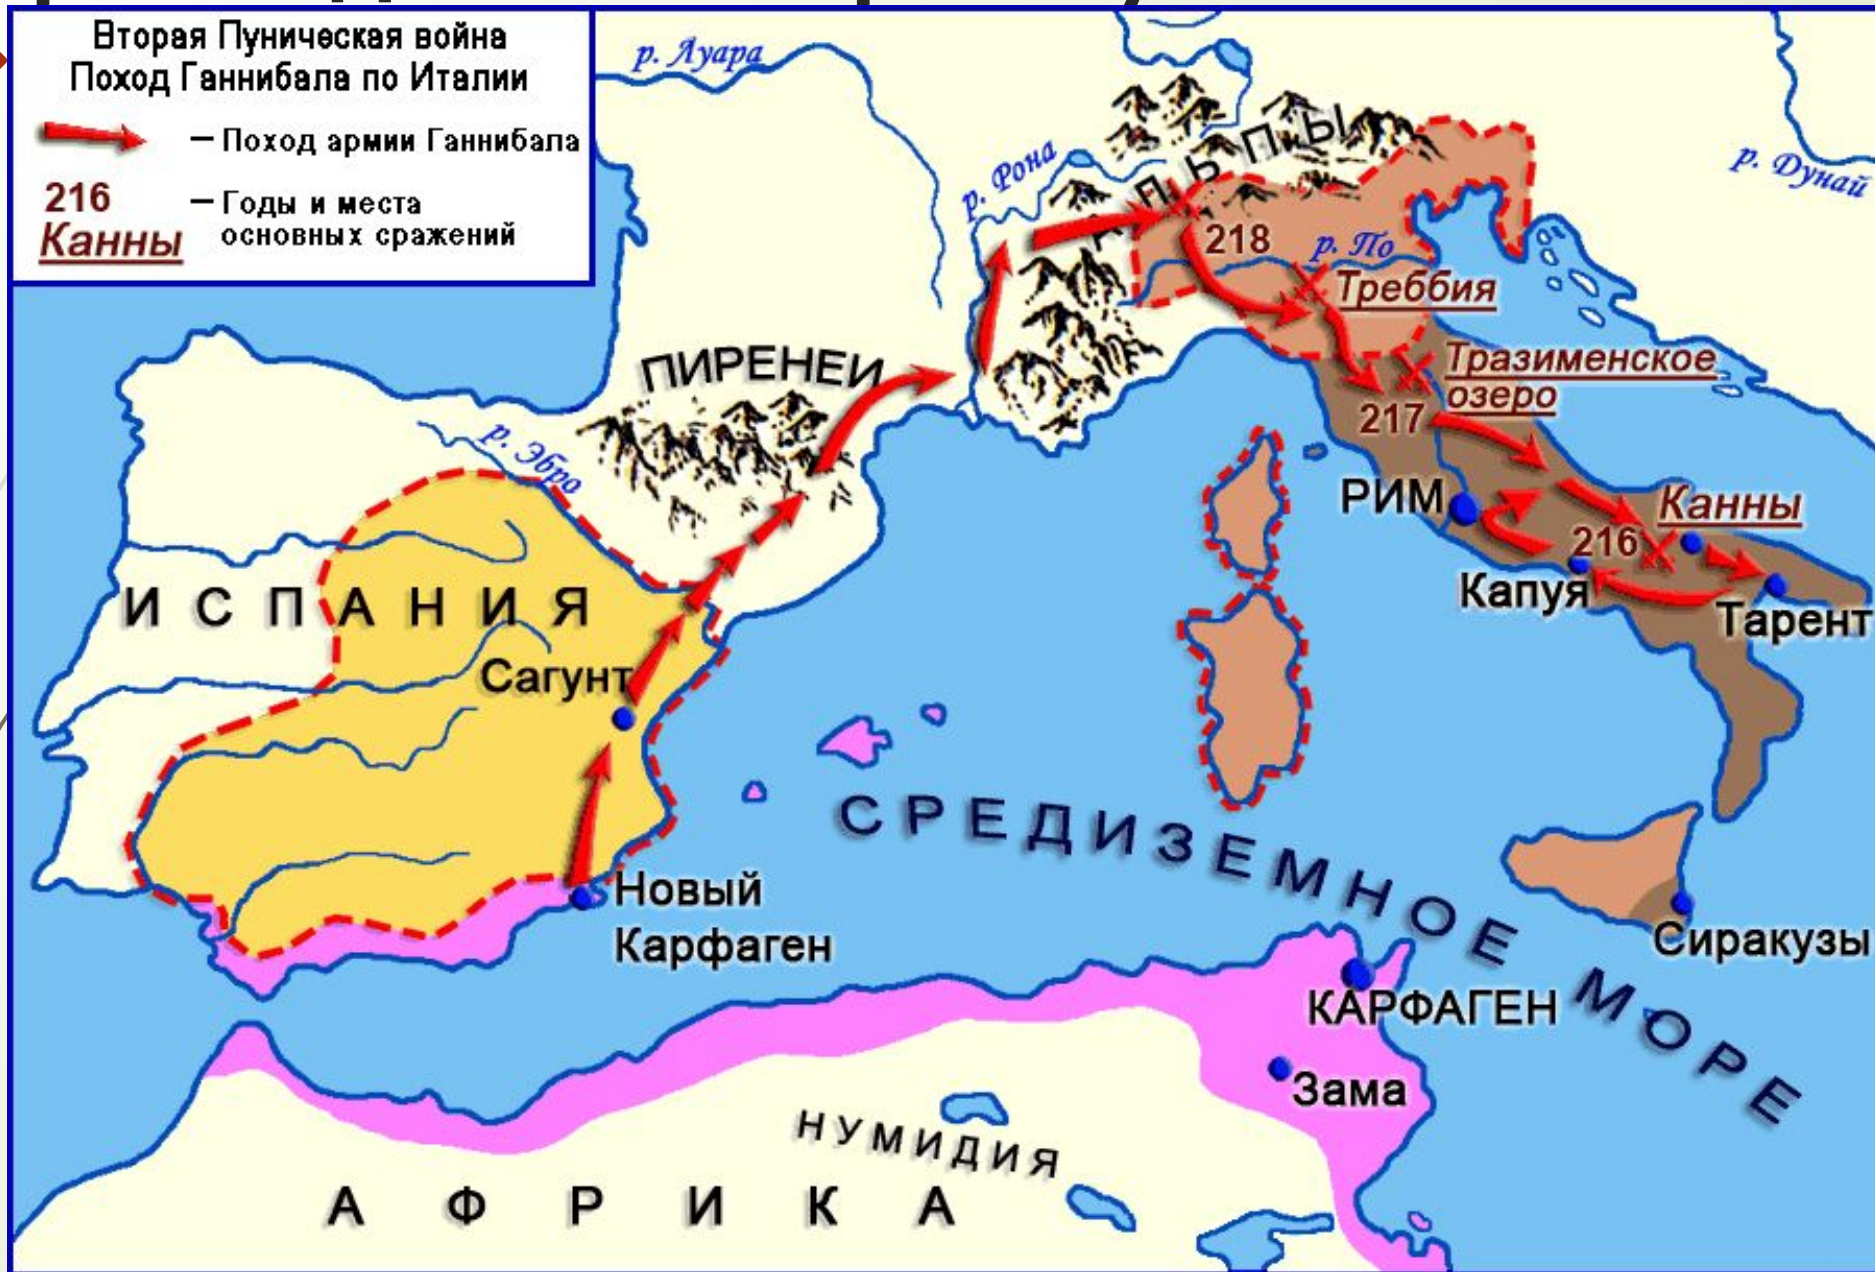 Вторая Пуническая война
Поход Ганнибала по Италии
— Поход армии Ганнибала
216
Канны
— Годы и места
основных сражений
р. Луара
р. Рона
АЛЬПЫ
р. Дунай
218
р. По
Треббия
ПИРЕНЕИ
Тразименское
озеро
217
р. Эбро
РИМ
Канны
216
Капуя
Тарент
ИСПАНИЯ
Сагунт
СРЕДИЗЕМНОЕ МОРЕ
Новый
Карфаген
Сиракузы
КАРФАГЕН
Зама
НУМИДИЯ
АФРИКА